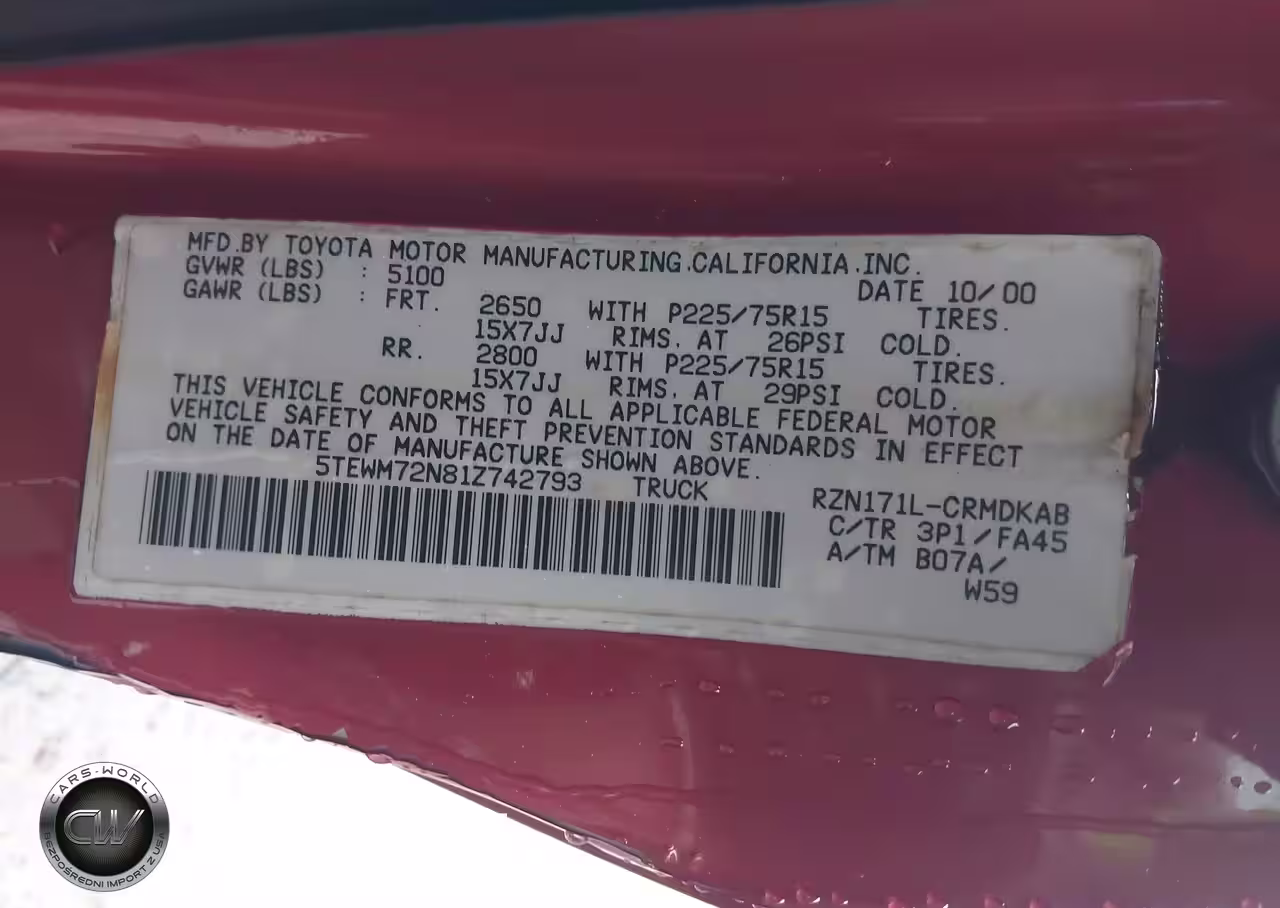 MFD.BY TOYOTA MOTOR MANUFACTURING.CALIFORNIA.INC.
GVWR (LBS) : 5100 DATE 10/00
GAWR (LBS) : FRT. 2650 WITH P225/75R15 TIRES.
15X7JJ RIMS. AT 26PSI COLD.
RR. 2800 WITH P225/75R15 TIRES.
15X7JJ RIMS. AT 29PSI COLD.
THIS VEHICLE CONFORMS TO ALL APPLICABLE FEDERAL MOTOR
VEHICLE SAFETY AND THEFT PREVENTION STANDARDS IN EFFECT
ON THE DATE OF MANUFACTURE SHOWN ABOVE.
5TEWM72N81Z742793 TRUCK
RZN171L-CRMDKAB
C/TR 3P1/FA45
A/TM B07A/
W59
CARS-WORLD
CW
BEZPOŚREDNI IMPORT Z USA